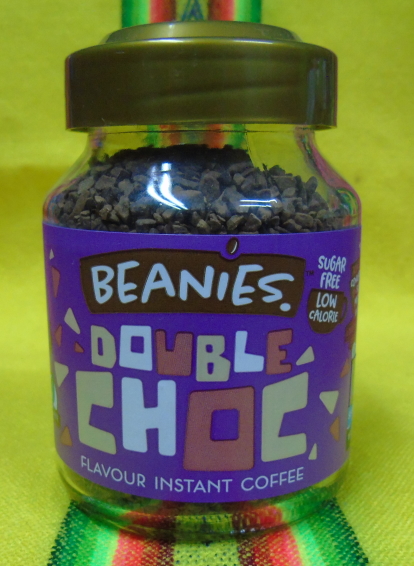 BEANIES.
SUGAR
FREE
LOW
CALORIE
DOUBLE
CHOC
FLAVOUR INSTANT COFFEE